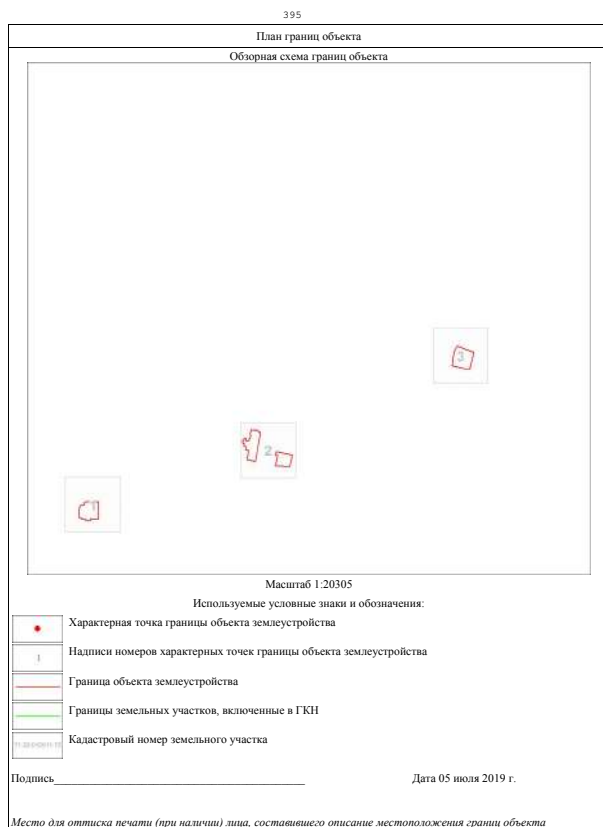 395
План границ объекта
Обзорная схема границ объекта
3
2
1
Масштаб 1:20305
Используемые условные знаки и обозначения:
Характерная точка границы объекта землеустройства
1 Надписи номеров характерных точек границы объекта землеустройства
Граница объекта землеустройства
Границы земельных участков, включенные в ГКН
Кадастровый номер земельного участка
Подпись Дата 05 июля 2019 г.
Место для оттиска печати (при наличии) лица, составившего описание местоположения границ объекта